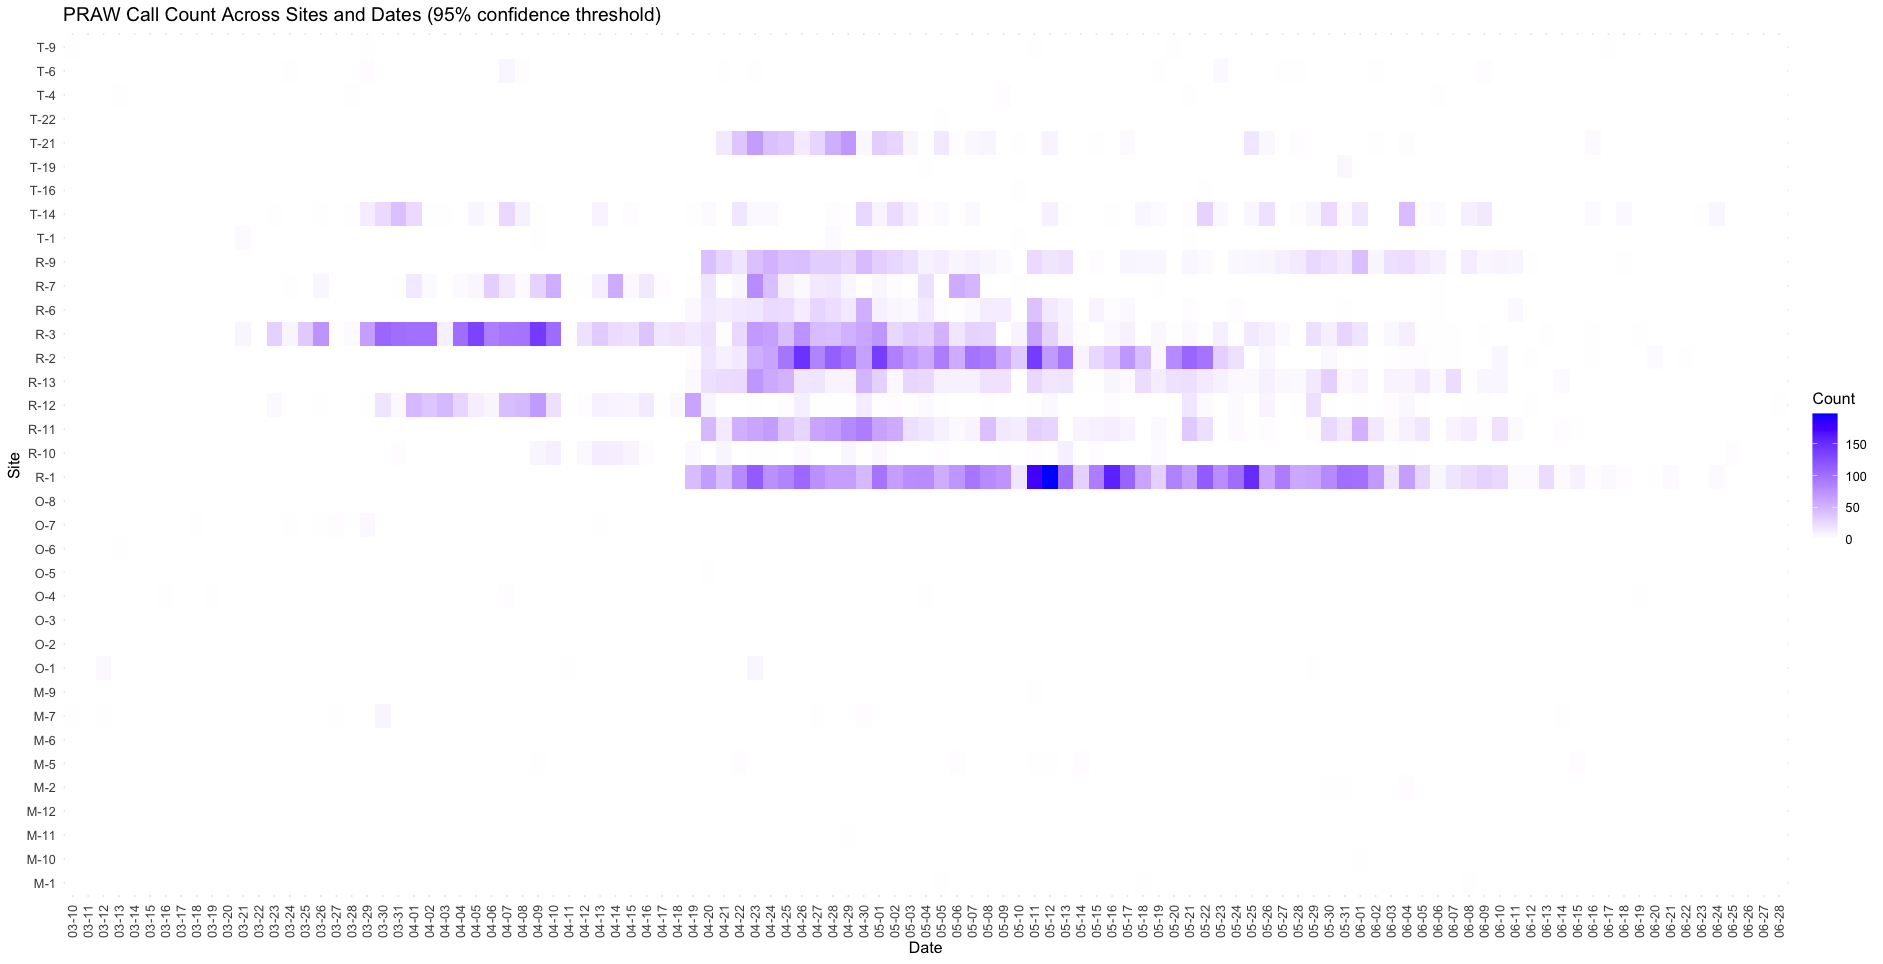 PRAW Call Count Across Sites and Dates (95% confidence threshold)
Site
T-9
T-6
T-4
T-22
T-21
T-19
T-16
T-14
T-1
R-9
R-7
R-6
R-3
R-2
R-13
R-12
R-11
R-10
R-1
O-8
O-7
O-6
O-5
O-4
O-3
O-2
O-1
M-9
M-7
M-6
M-5
M-2
M-12
M-11
M-10
M-1
03-10
03-11
03-12
03-13
03-14
03-15
03-16
03-17
03-18
03-19
03-20
03-21
03-22
03-23
03-24
03-25
03-26
03-27
03-28
03-29
03-30
03-31
04-01
04-02
04-03
04-04
04-05
04-06
04-07
04-08
04-09
04-10
04-11
04-12
04-13
04-14
04-15
04-16
04-17
04-18
04-19
04-20
04-21
04-22
04-23
04-24
04-25
04-26
04-27
04-28
04-29
04-30
05-01
05-02
05-03
05-04
05-05
05-06
05-07
05-08
05-09
05-10
05-11
05-12
05-13
05-14
05-15
05-16
05-17
05-18
05-19
05-20
05-21
05-22
05-23
05-24
05-25
05-26
05-27
05-28
05-29
05-30
05-31
06-01
06-02
06-03
06-04
06-05
06-06
06-07
06-08
06-09
06-10
06-11
06-12
06-13
06-14
06-15
06-16
06-17
06-18
06-19
06-20
06-21
06-22
06-23
06-24
06-25
06-26
06-27
06-28
Date
Count
150
100
50
0